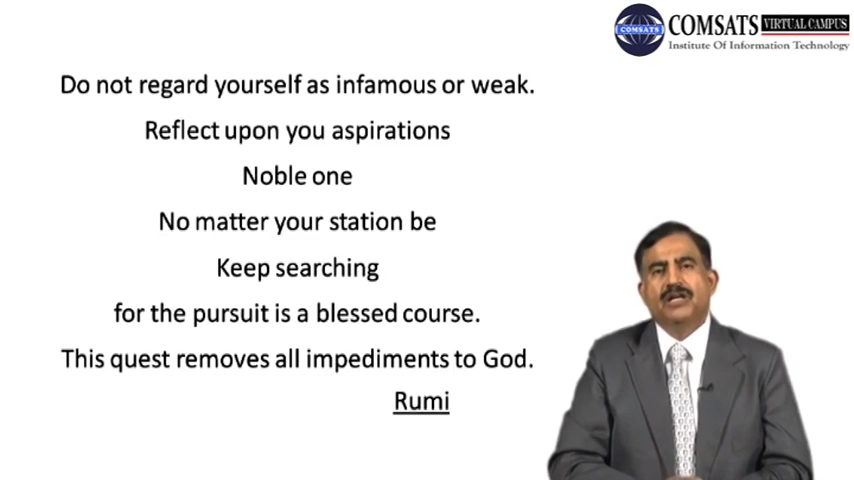 COMSATS
COMSATS VIRTUAL CAMPUS
Institute Of Information Technology
Do not regard yourself as infamous or weak.
Reflect upon you aspirations
Noble one
No matter your station be
Keep searching
for the pursuit is a blessed course.
This quest removes all impediments to God.
Rumi